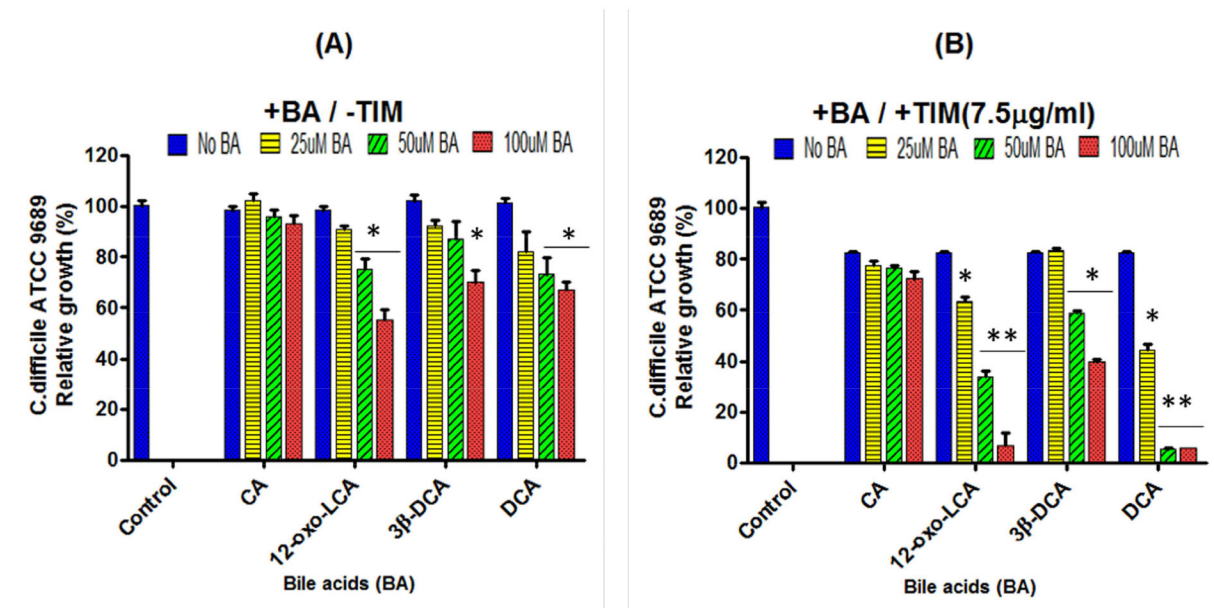 (A)
+BA / -TIM
No BA 25uM BA 50uM BA 100uM BA
C.difficile ATCC 9689
Relative growth (%)
120
100
80
60
40
20
0
* * *
Control CA 12-oxo-LCA 3β-DCA DCA
Bile acids (BA)
(B)
+BA / +TIM(7.5μg/ml)
No BA 25uM BA 50uM BA 100uM BA
C.difficile ATCC 9689
Relative growth (%)
120
100
80
60
40
20
0
* ** * * **
Control CA 12-oxo-LCA 3β-DCA DCA
Bile acids (BA)